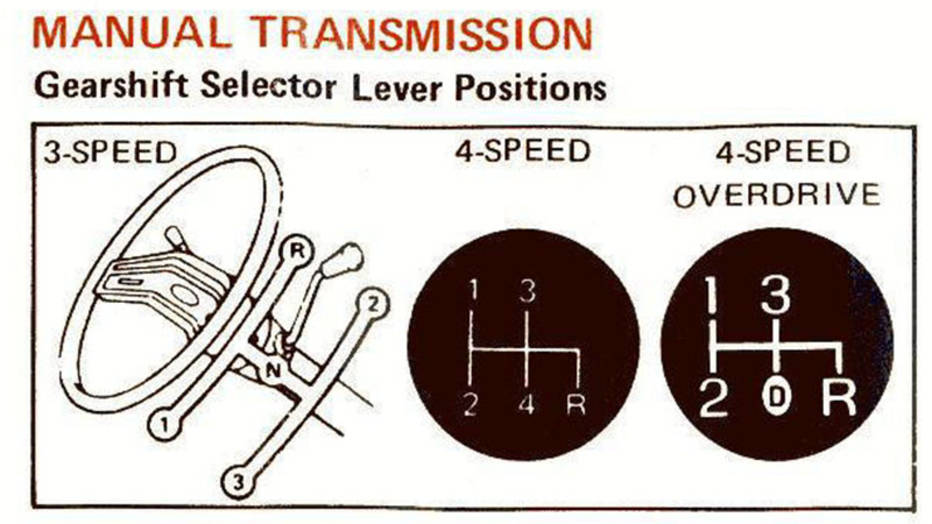 MANUAL TRANSMISSION
Gearshift Selector Lever Positions
3-SPEED
4-SPEED
4-SPEED
OVERDRIVE
R
2
N
1
3
1 3
2 4 R
1 3
2 D R